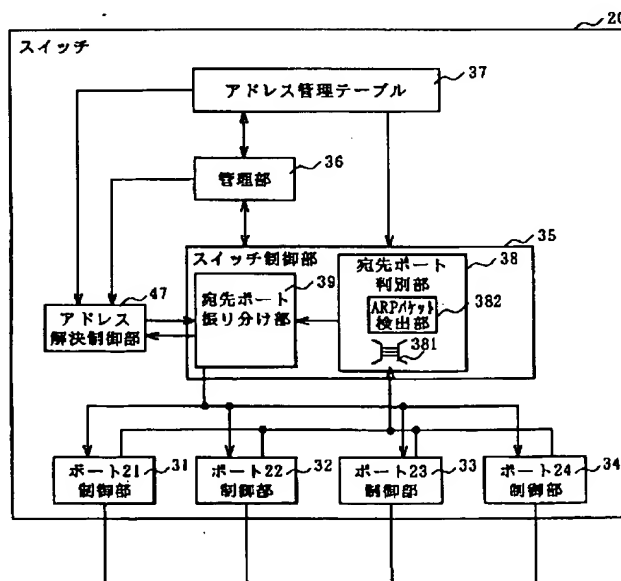 20
スイッチ
アドレス管理テーブル
37
管理部
36
35
スイッチ制御部
38
宛先ポート
判別部
39
宛先ポート
振り分け部
ARPパケット
検出部
382
381
47
アドレス
解決制御部
ポート21
制御部
31
ポート22
制御部
32
ポート23
制御部
33
ポート24
制御部
34